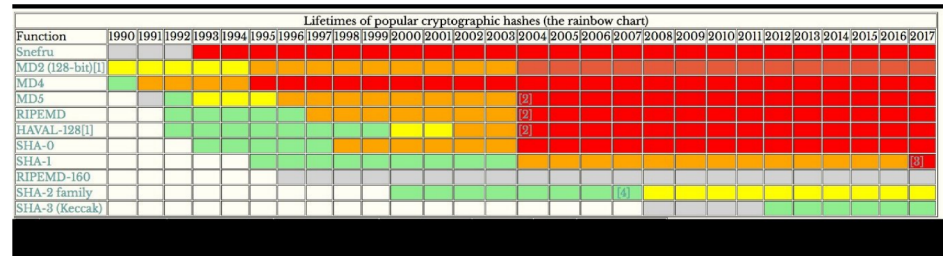 Lifetimes of popular cryptographic hashes (the rainbow chart)
Function 1990 1991 1992 1993 1994 1995 1996 1997 1998 1999 2000 2001 2002 2003 2004 2005 2006 2007 2008 2009 2010 2011 2012 2013 2014 2015 2016 2017
Snefru
MD2 (128-bit)[1]
MD4
MD5 [2]
RIPEMD [2]
HAVAL-128[1] [2]
SHA-0
SHA-1 [3]
RIPEMD-160
SHA-2 family [4]
SHA-3 (Keccak)